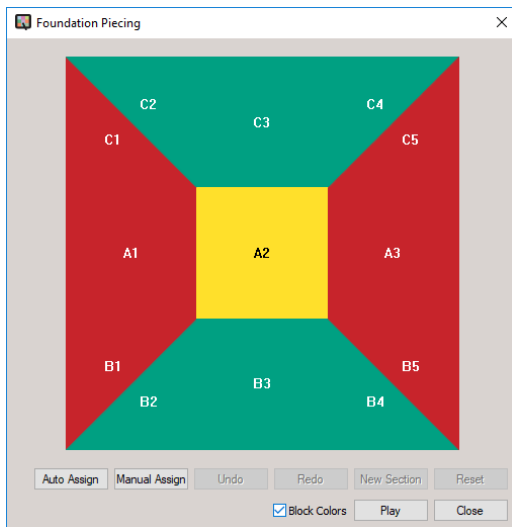 Foundation Piecing
C2 C4
C3
C1 C5
A1 A2 A3
B1 B5
B3
B2 B4
Auto Assign Manual Assign Undo Redo New Section Reset
Block Colors Play Close